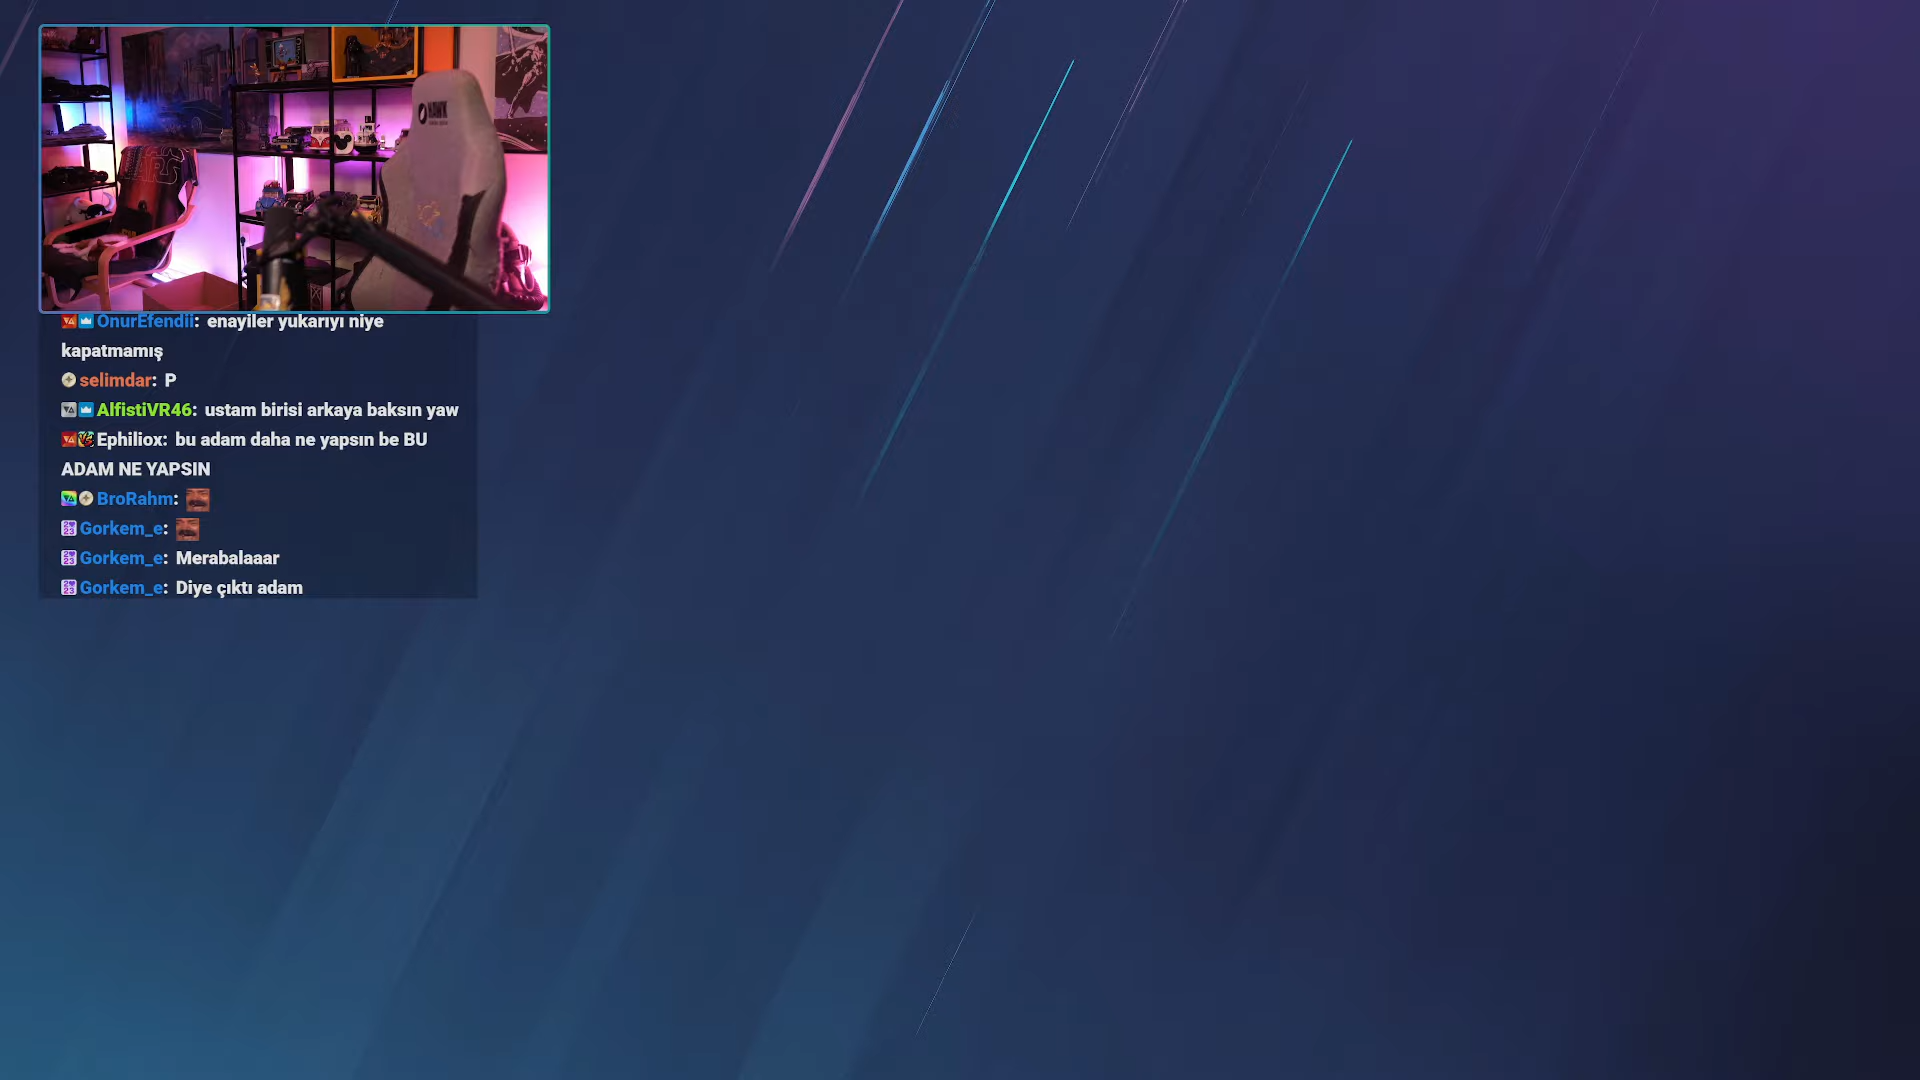 HAWK
OnurEfendii: enayiler yukarıyı niye
kapatmamış
selimdar: P
AlfistiVR46: ustam birisi arkaya baksın yaw
Ephiliox: bu adam daha ne yapsın be BU
ADAM NE YAPSIN
BroRahm:
Gorkem_e:
Gorkem_e: Merabalaaar
Gorkem_e: Diye çıktı adam